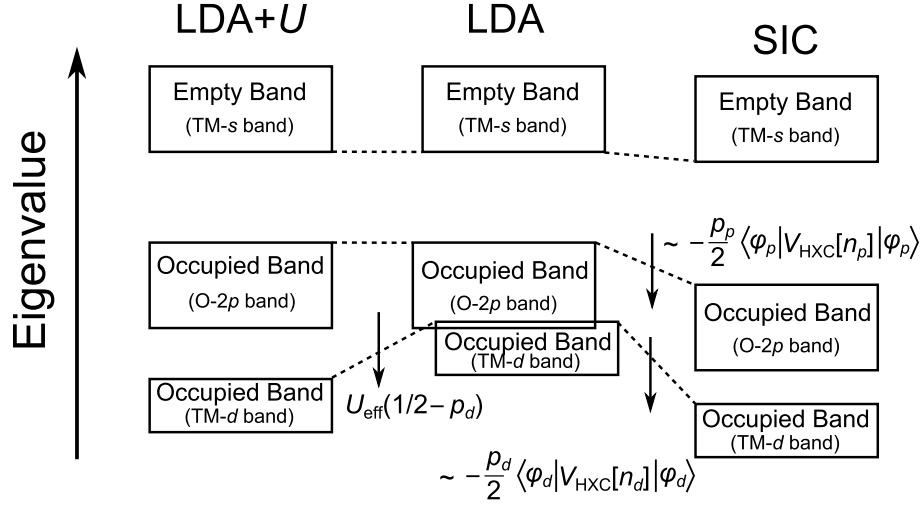 LDA+U
LDA
SIC
Eigenvalue
Empty Band
(TM-s band)
Empty Band
(TM-s band)
Empty Band
(TM-s band)
Occupied Band
(O-2p band)
Occupied Band
(O-2p band)
~ −p_p/2 ⟨φ_p|V_HXC[n_p]|φ_p⟩
Occupied Band
(O-2p band)
Occupied Band
(TM-d band)
Occupied Band
(TM-d band)
U_eff(1/2−p_d)
Occupied Band
(TM-d band)
~ −p_d/2 ⟨φ_d|V_HXC[n_d]|φ_d⟩